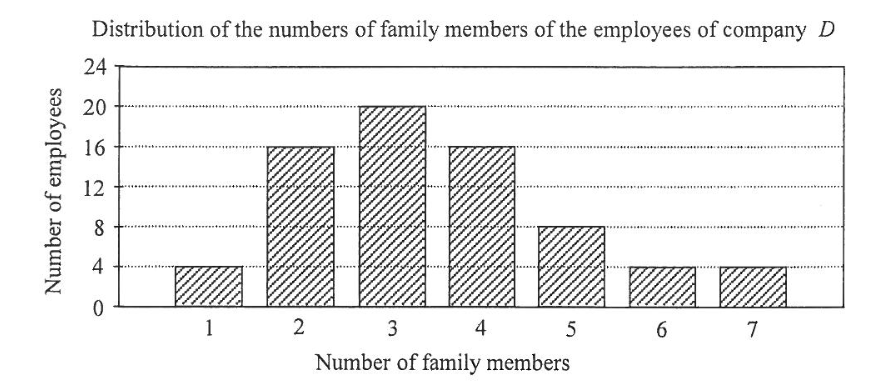 Distribution of the numbers of family members of the employees of company D
Number of employees
24
20
16
12
8
4
0
1 2 3 4 5 6 7
Number of family members